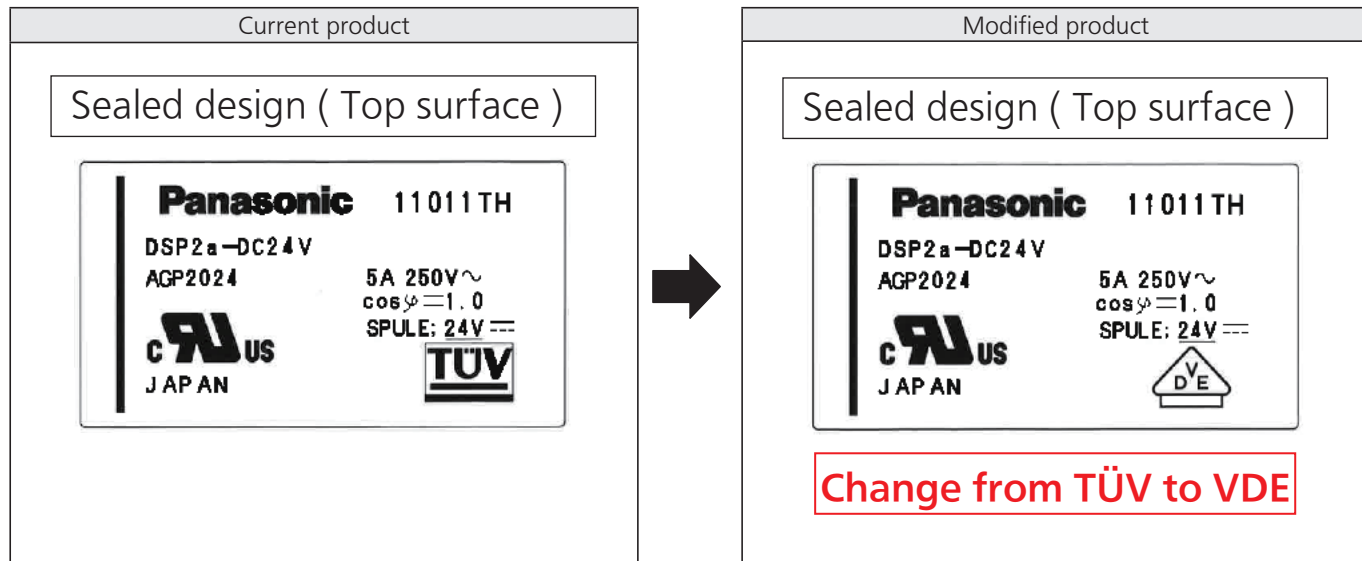 Current product
Sealed design ( Top surface )
Panasonic 11011TH
DSP2a-DC24V
AGP2024
5A 250V~
cosφ=1.0
SPULE; 24V⎓
C RU US
TÜV
JAPAN
Modified product
Sealed design ( Top surface )
Panasonic 11011TH
DSP2a-DC24V
AGP2024
5A 250V~
cosφ=1.0
SPULE; 24V⎓
C RU US
DVE
JAPAN
Change from TÜV to VDE